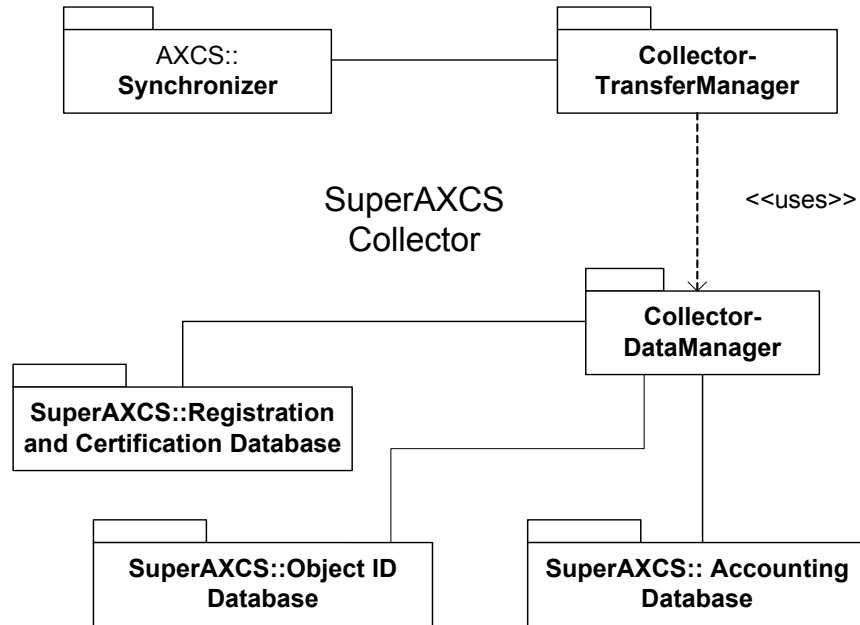 AXCS::
Synchronizer
Collector-
TransferManager
SuperAXCS
Collector
<<uses>>
Collector-
DataManager
SuperAXCS::Registration
and Certification Database
SuperAXCS::Object ID
Database
SuperAXCS:: Accounting
Database